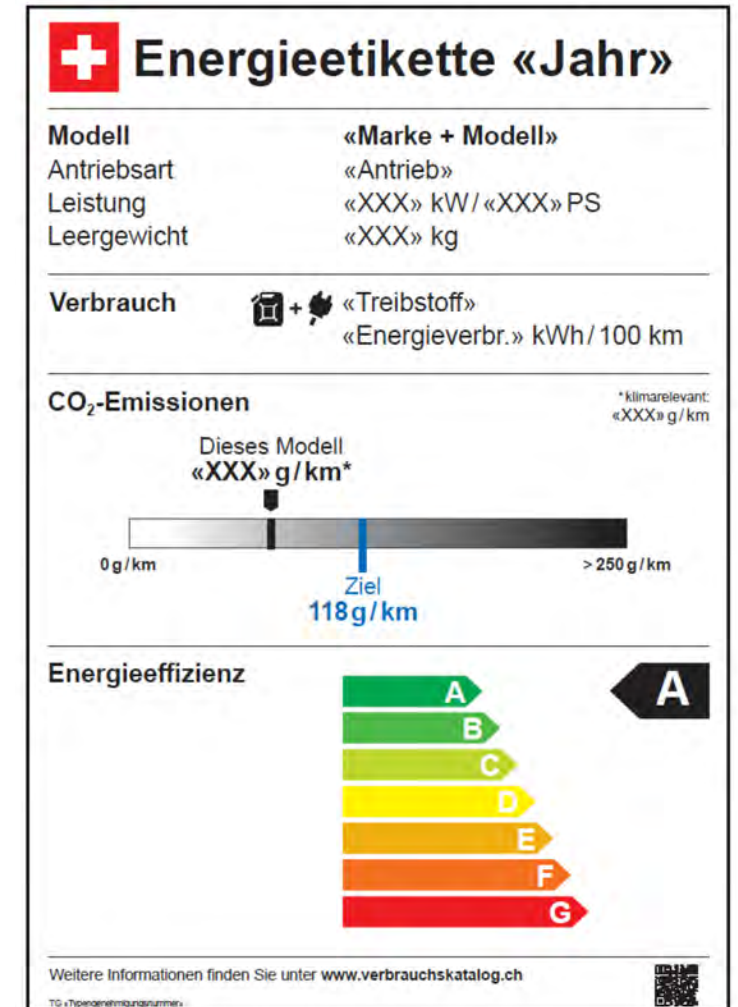 Energieetikette «Jahr»
Modell «Marke + Modell»
Antriebsart «Antrieb»
Leistung «XXX» kW/«XXX» PS
Leergewicht «XXX» kg
Verbrauch + «Treibstoff»
«Energieverbr.» kWh/100 km
CO₂-Emissionen
*klimarelevant:
«XXX» g/km
Dieses Modell
«XXX» g/km*
0 g/km
> 250 g/km
Ziel
118 g/km
Energieeffizienz
A
A
B
C
D
E
F
G
Weitere Informationen finden Sie unter www.verbrauchskatalog.ch
TG «Typengenehmigungsnummer»